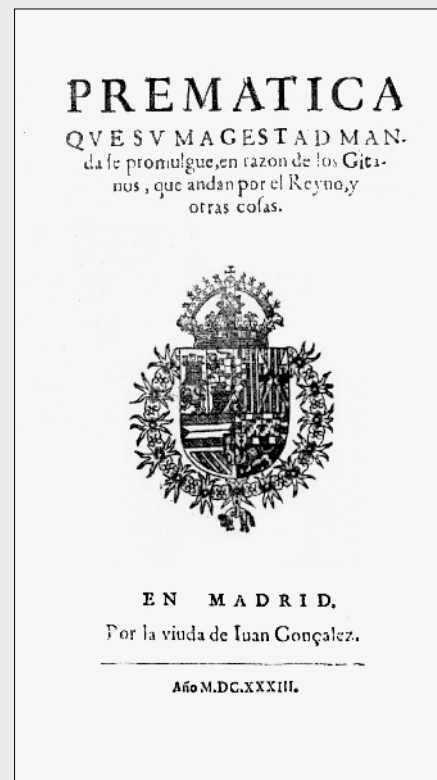 PREMATICA
QVE SV MAGESTAD MAN-
da se promulgue, en razon de los Gita-
nos, que andan por el Reyno, y
otras cosas.
EN MADRID.
Por la viuda de Iuan Gonçalez.
Año M.DC.XXXIII.